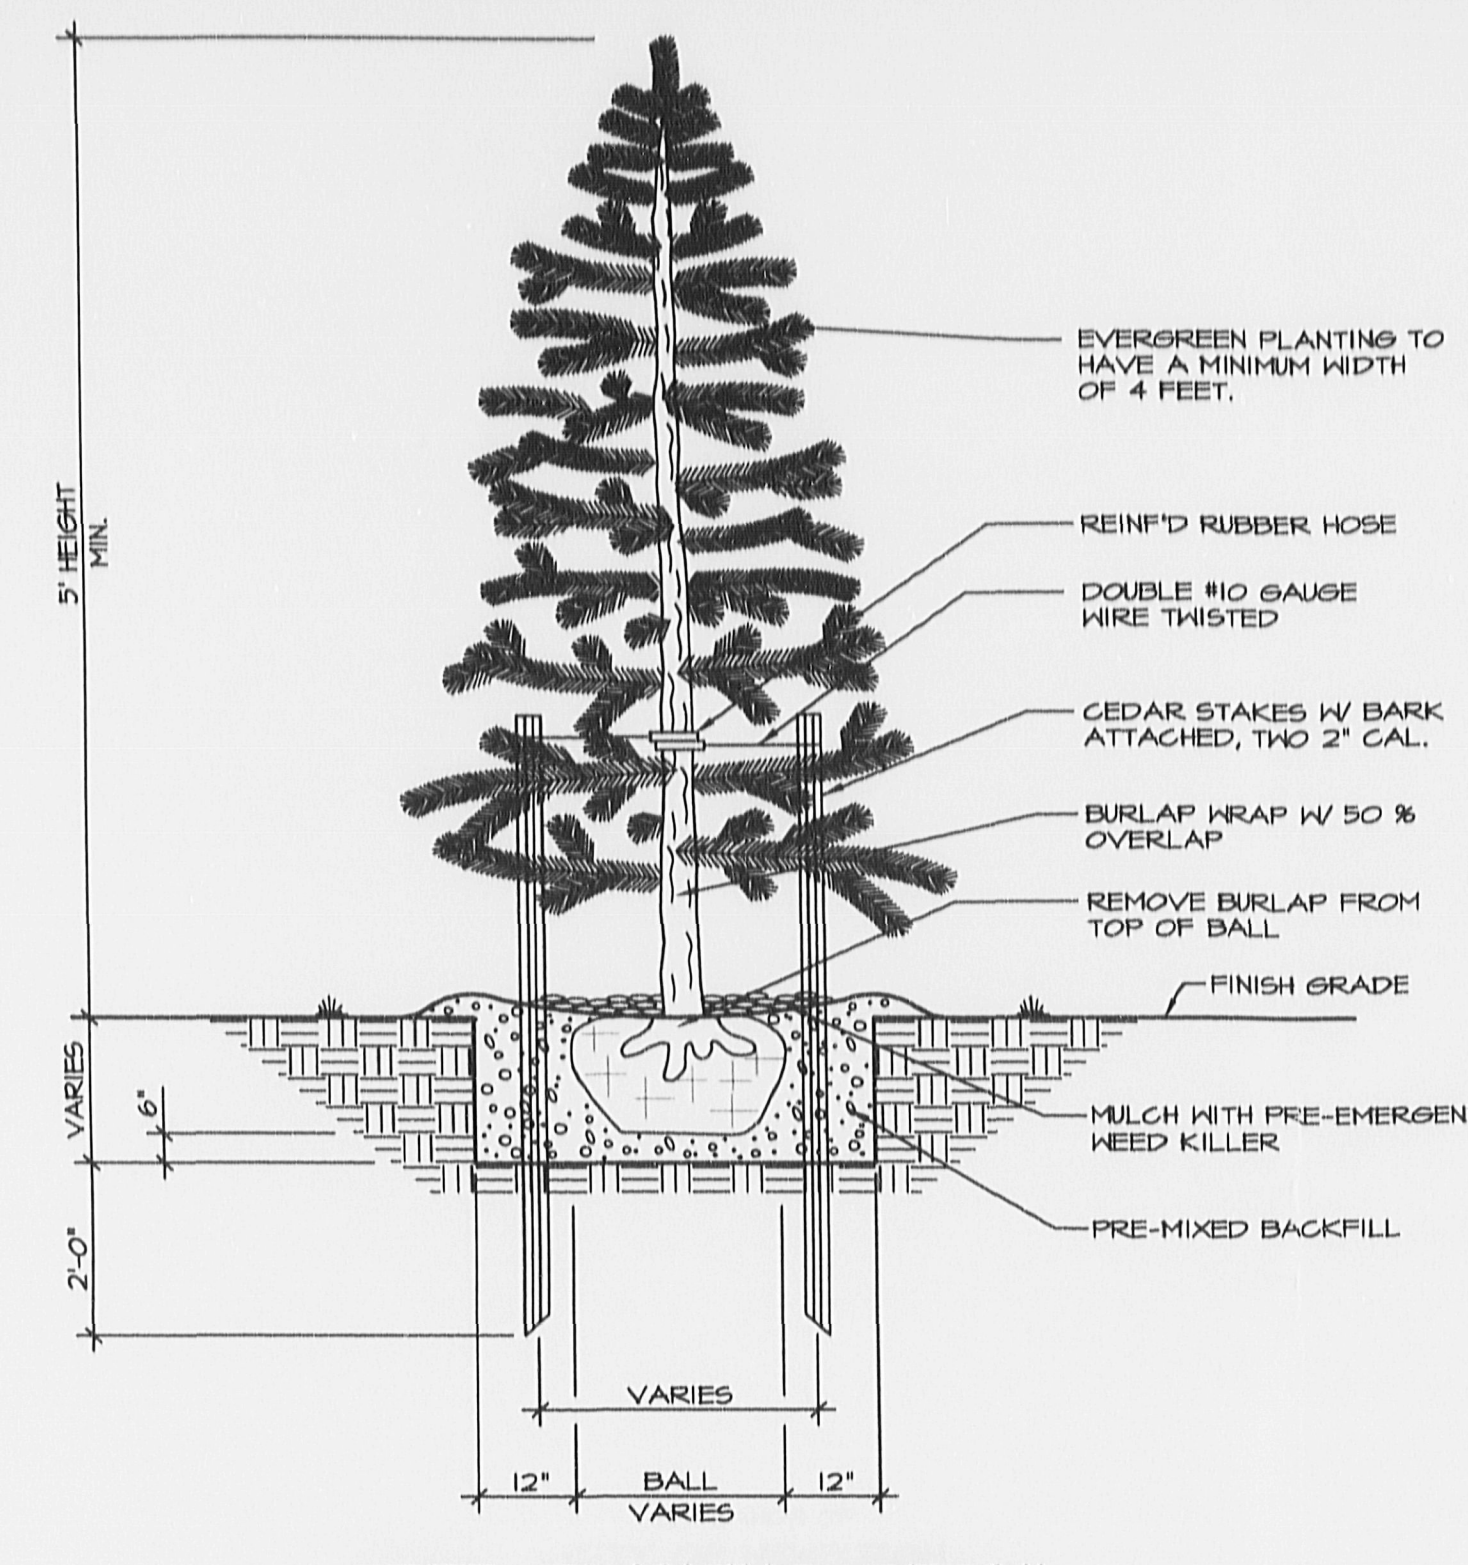 5' HEIGHT
MIN.
EVERGREEN PLANTING TO
HAVE A MINIMUM WIDTH
OF 4 FEET.
REINF'D RUBBER HOSE
DOUBLE #10 GAUGE
WIRE TWISTED
CEDAR STAKES W/ BARK
ATTACHED, TWO 2" CAL.
BURLAP WRAP W/ 50 %
OVERLAP
REMOVE BURLAP FROM
TOP OF BALL
FINISH GRADE
VARIES
6"
MULCH WITH PRE-EMERGEN
WEED KILLER
PRE-MIXED BACKFILL
2'-0"
VARIES
12"
BALL
12"
VARIES